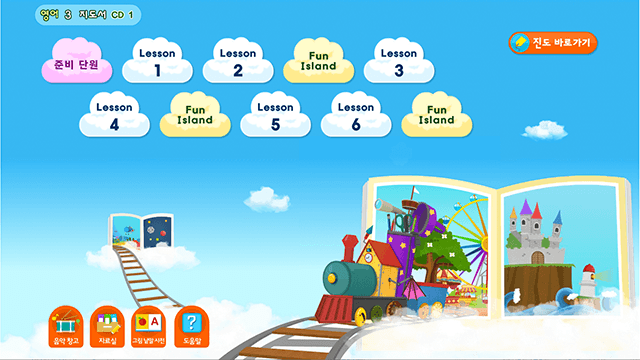 영어 3 지도서 CD 1
진도 바로가기
준비 단원
Lesson
1
Lesson
2
Fun
Island
Lesson
3
Lesson
4
Fun
Island
Lesson
5
Lesson
6
Fun
Island
음악 창고
자료실
그림 낱말 사전
A
도움말
?